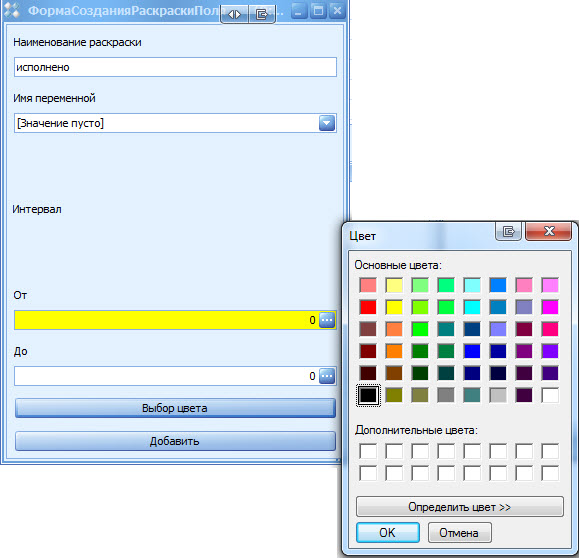 ФормаСозданияРаскраскиПол
Наименование раскраски
исполнено
Имя переменной
[Значение пусто]
Интервал
От
0
До
0
Выбор цвета
Добавить
Цвет
Основные цвета:
Дополнительные цвета:
Определить цвет >>
OK
Отмена